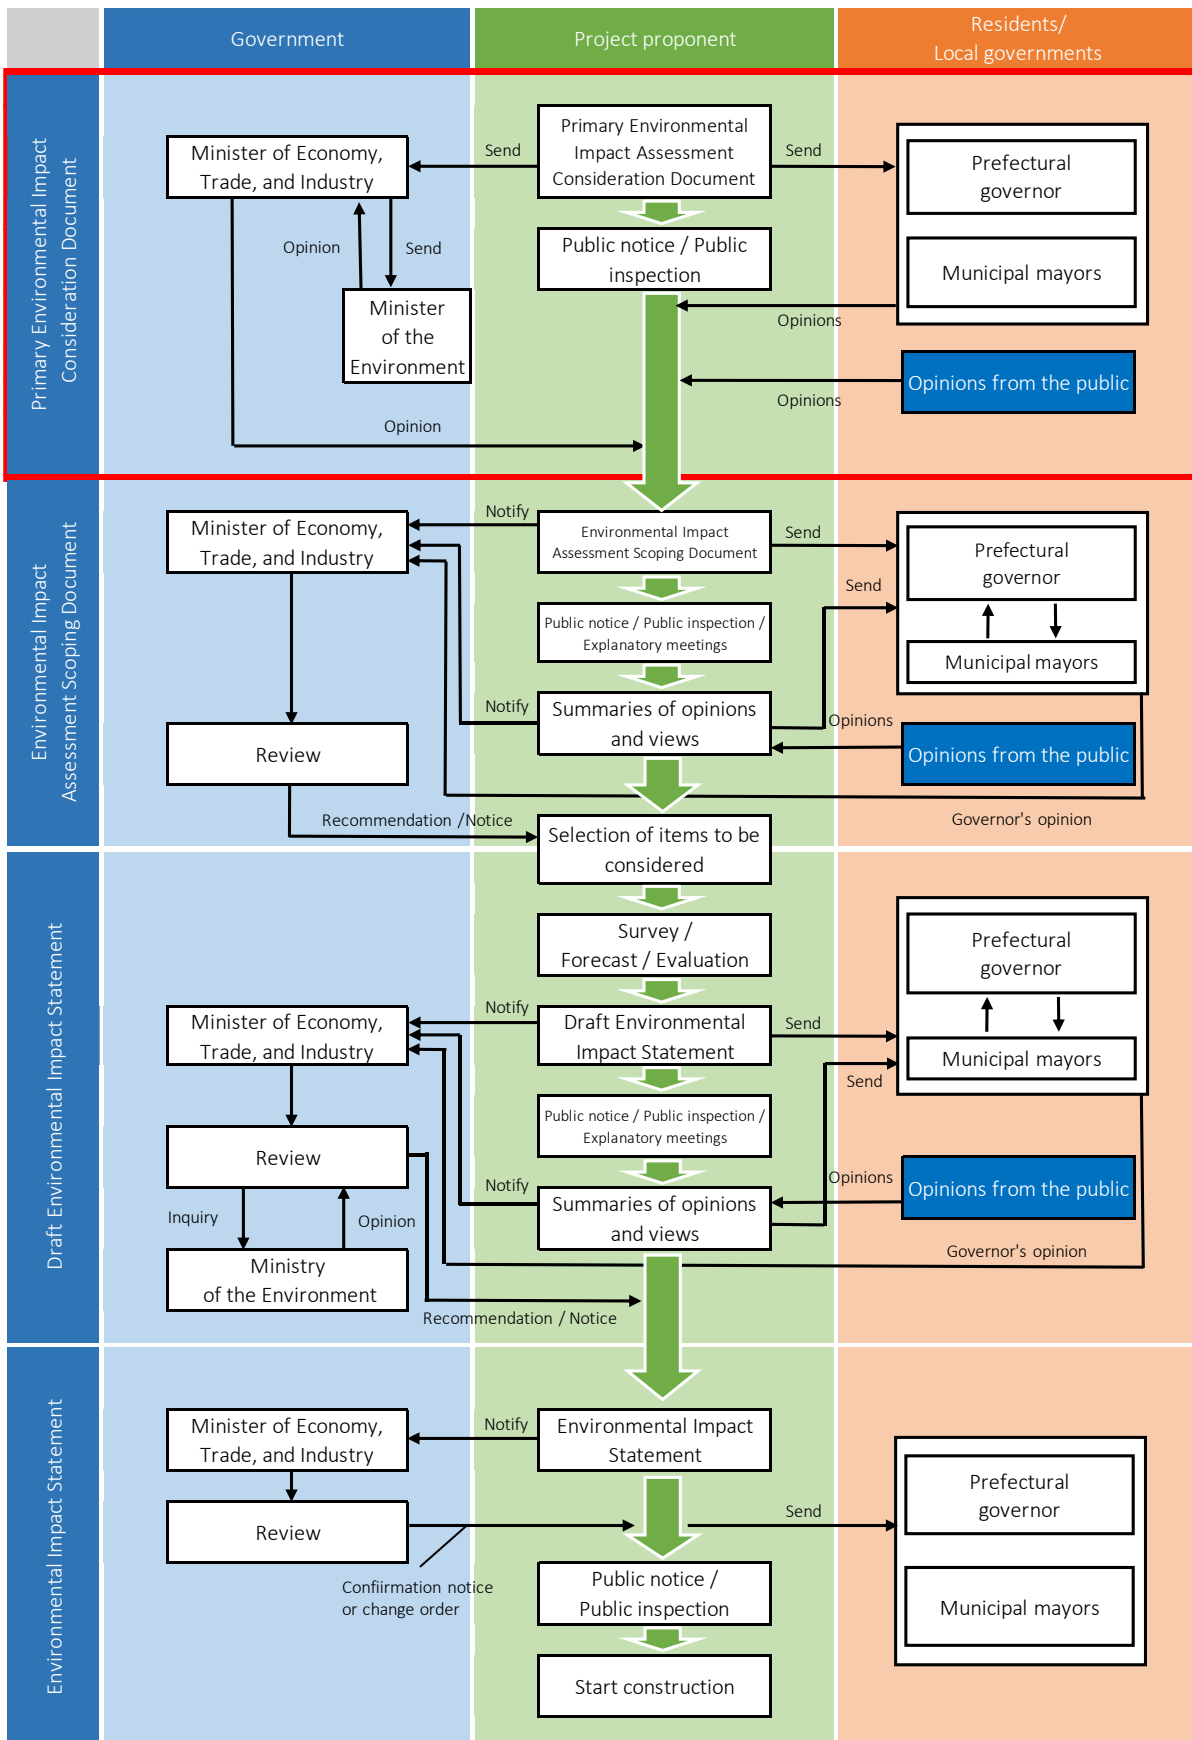 Government
Project proponent
Residents/
Local governments
Primary Environmental Impact
Consideration Document
Minister of Economy,
Trade, and Industry
Send
Primary Environmental
Impact Assessment
Consideration Document
Send
Prefectural
governor
Municipal mayors
Opinion
Send
Minister
of the
Environment
Public notice / Public
inspection
Opinions
Opinions from the public
Opinions
Opinion
Environmental Impact
Assessment Scoping Document
Minister of Economy,
Trade, and Industry
Notify
Environmental Impact
Assessment Scoping Document
Send
Prefectural
governor
Municipal mayors
Public notice / Public inspection /
Explanatory meetings
Send
Notify
Summaries of opinions
and views
Opinions
Opinions from the public
Review
Governor's opinion
Recommendation /Notice
Selection of items to be
considered
Draft Environmental Impact Statement
Survey /
Forecast / Evaluation
Prefectural
governor
Municipal mayors
Minister of Economy,
Trade, and Industry
Notify
Draft Environmental
Impact Statement
Send
Send
Public notice / Public inspection /
Explanatory meetings
Review
Notify
Summaries of opinions
and views
Opinions
Opinions from the public
Inquiry
Opinion
Governor's opinion
Ministry
of the Environment
Recommendation / Notice
Environmental Impact Statement
Minister of Economy,
Trade, and Industry
Notify
Environmental Impact
Statement
Prefectural
governor
Municipal mayors
Review
Send
Confiirmation notice
or change order
Public notice /
Public inspection
Start construction